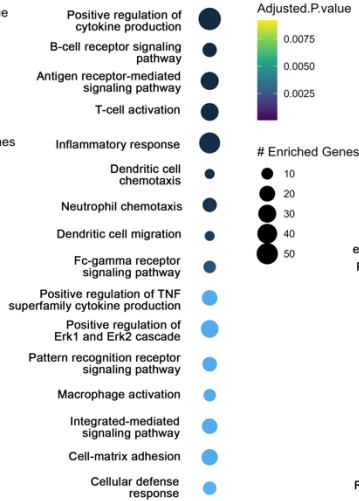 ge
Positive regulation of
cytokine production
B-cell receptor signaling
pathway
Antigen receptor-mediated
signaling pathway
T-cell activation
nes
Inflammatory response
Dendritic cell
chemotaxis
Neutrophil chemotaxis
Dendritic cell migration
Fc-gamma receptor
signaling pathway
Positive regulation of TNF
superfamily cytokine production
Positive regulation of
Erk1 and Erk2 cascade
Pattern recognition receptor
signaling pathway
Macrophage activation
Integrated-mediated
signaling pathway
Cell-matrix adhesion
Cellular defense
response
Adjusted.P.value
0.0075
0.0050
0.0025
# Enriched Genes
10
20
30
40
50
e
F
R